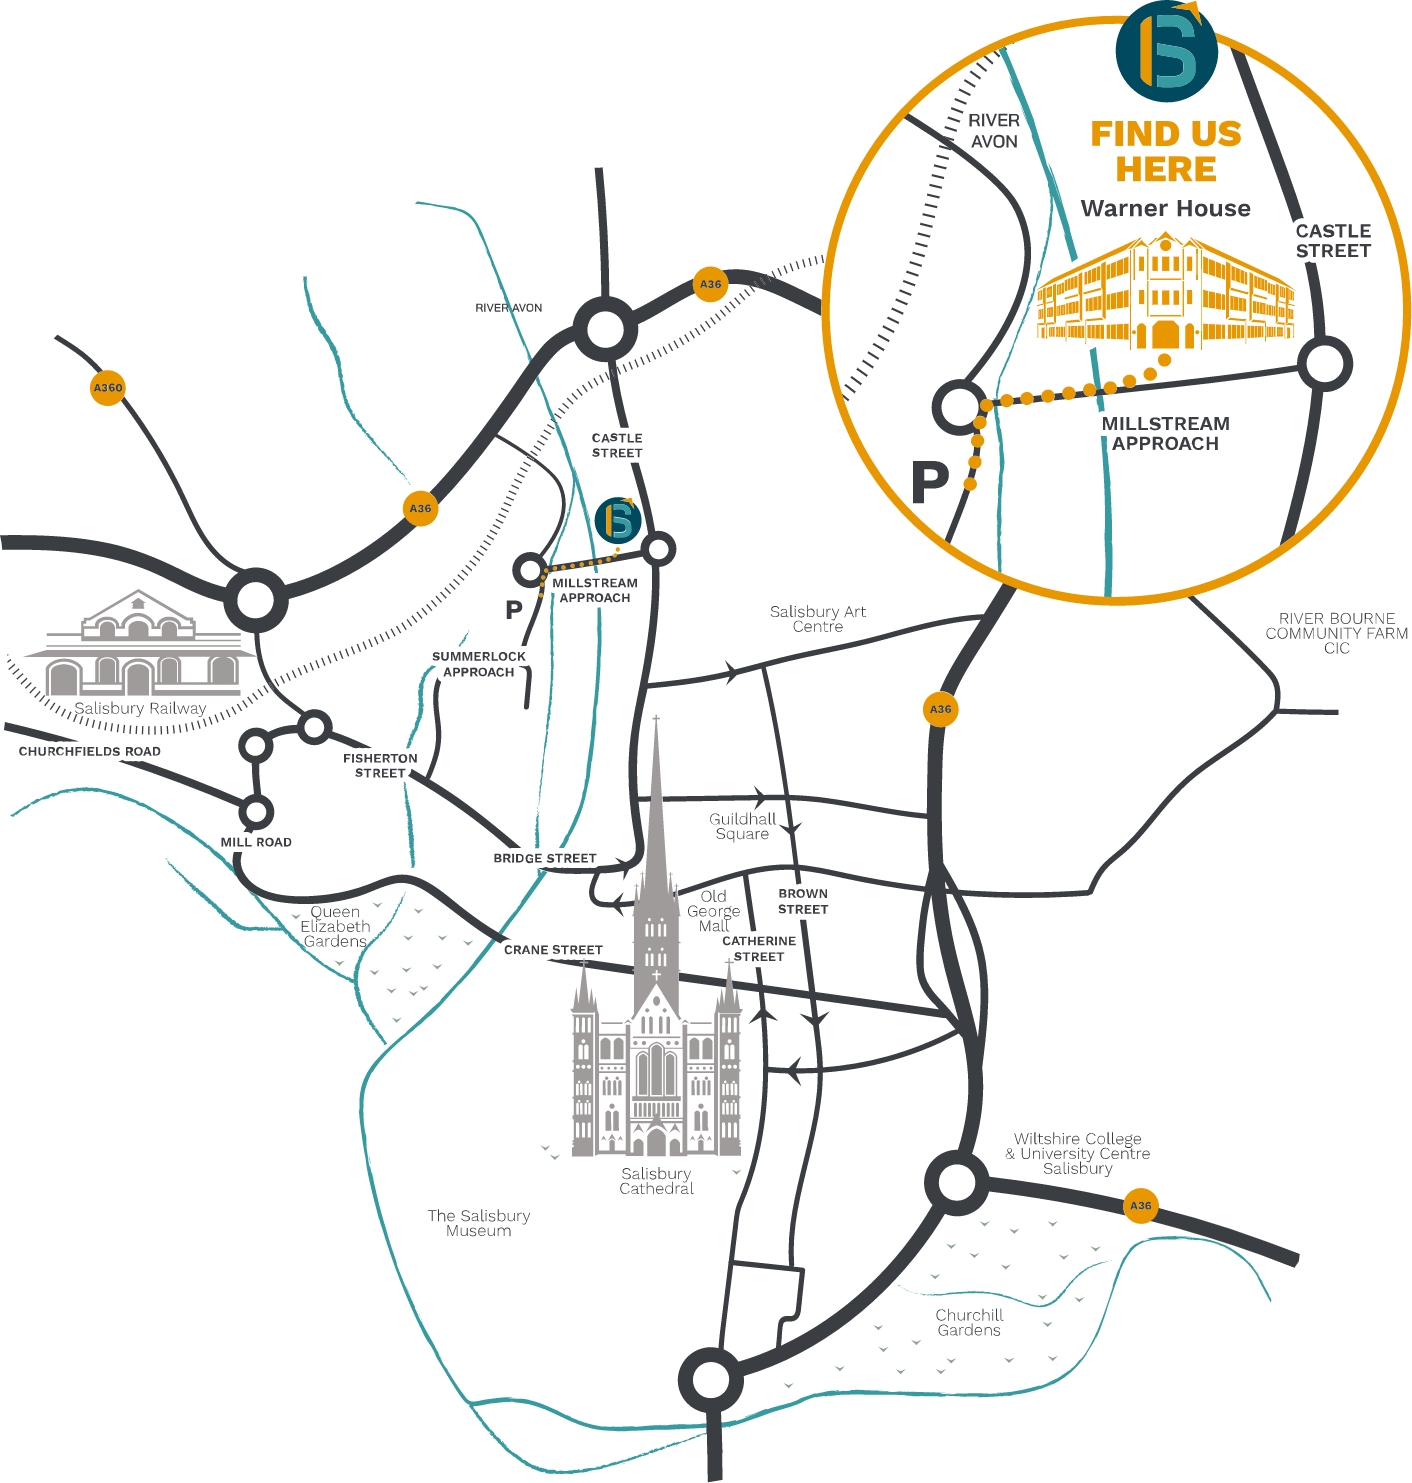 FIND US
HERE
Warner House
RIVER
AVON
CASTLE
STREET
MILLSTREAM
APPROACH
P
A36
RIVER AVON
A360
CASTLE
STREET
A36
MILLSTREAM
APPROACH
P
Salisbury Art
Centre
RIVER BOURNE
COMMUNITY FARM
CIC
SUMMERLOCK
APPROACH
Salisbury Railway
A36
CHURCHFIELDS ROAD
FISHERTON
STREET
Guildhall
Square
MILL ROAD
BRIDGE STREET
Old
George
Mall
BROWN
STREET
Queen
Elizabeth
Gardens
CRANE STREET
CATHERINE
STREET
Wiltshire College
& University Centre
Salisbury
Salisbury
Cathedral
A36
The Salisbury
Museum
Churchill
Gardens